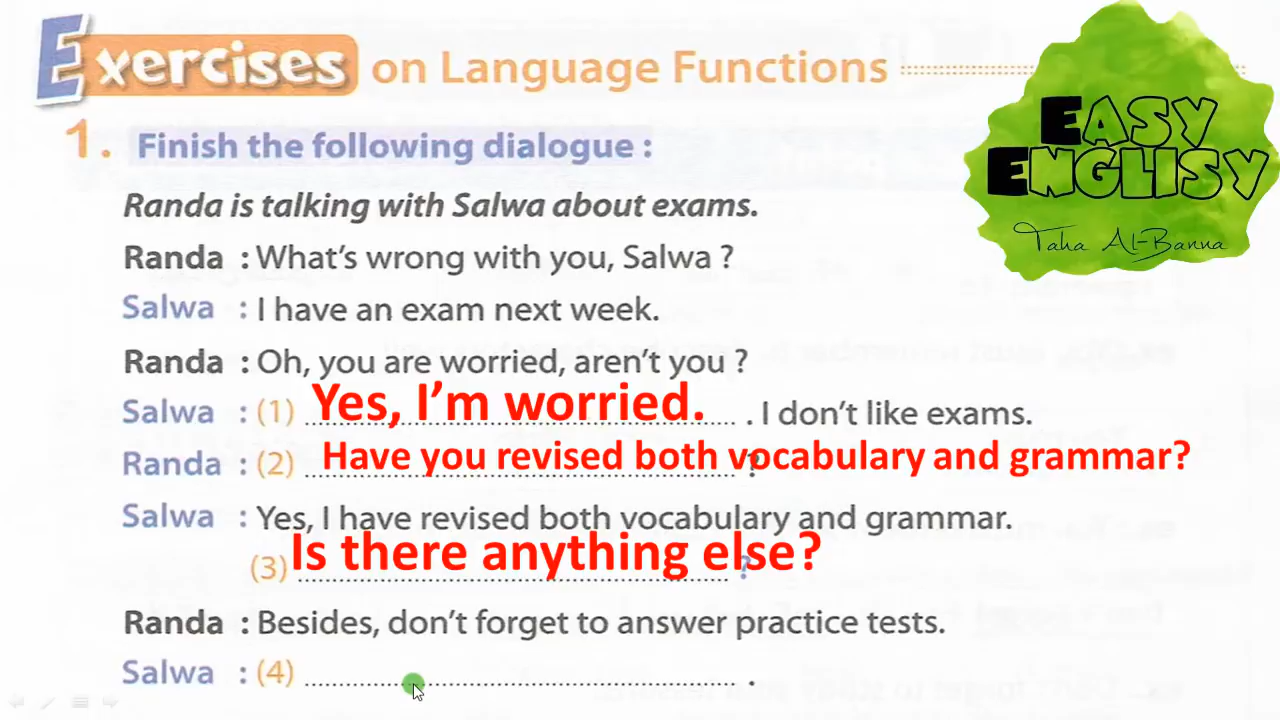 Exercises on Language Functions
EASY
ENGLISY
Taha Al-Banna
1. Finish the following dialogue :
Randa is talking with Salwa about exams.
Randa : What's wrong with you, Salwa ?
Salwa : I have an exam next week.
Randa : Oh, you are worried, aren't you ?
Salwa : (1) Yes, I'm worried. . I don't like exams.
Randa : (2) Have you revised both vocabulary and grammar? ?
Salwa : Yes, I have revised both vocabulary and grammar.
(3) Is there anything else? ?
Randa : Besides, don't forget to answer practice tests.
Salwa : (4) .